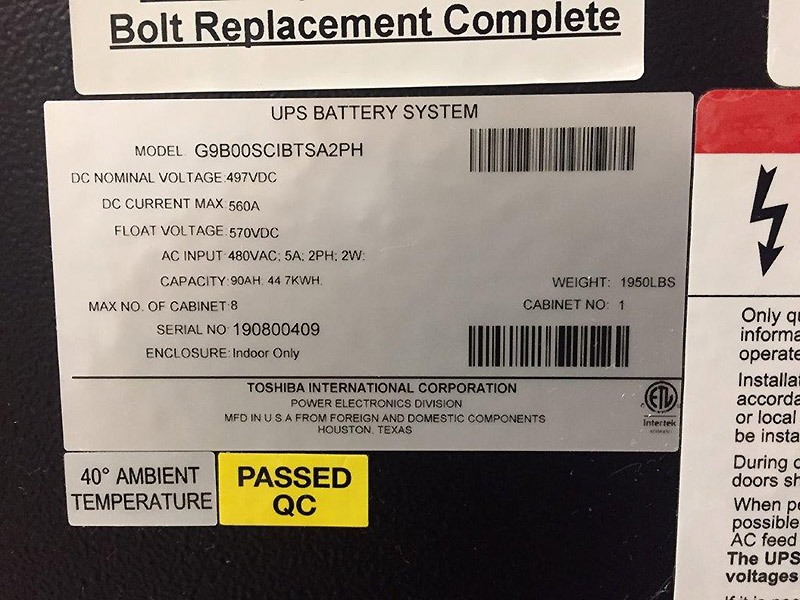 Bolt Replacement Complete
UPS BATTERY SYSTEM
MODEL G9B00SCIBTSA2PH
DC NOMINAL VOLTAGE:497VDC
DC CURRENT MAX: 560A
FLOAT VOLTAGE: 570VDC
AC INPUT: 480VAC; 5A; 2PH; 2W:
CAPACITY: 90AH: 44.7KWH.
MAX NO. OF CABINET: 8
SERIAL NO: 190800409
ENCLOSURE: Indoor Only
WEIGHT: 1950LBS
CABINET NO: 1
TOSHIBA INTERNATIONAL CORPORATION
POWER ELECTRONICS DIVISION
MFD IN U S A FROM FOREIGN AND DOMESTIC COMPONENTS
HOUSTON, TEXAS
ETL
Intertek
40° AMBIENT
TEMPERATURE
PASSED
QC
Only
informa
operate
Installa
accorda
or local
be insta
During
doors sh
When
possible
AC feed
The UPS
voltages